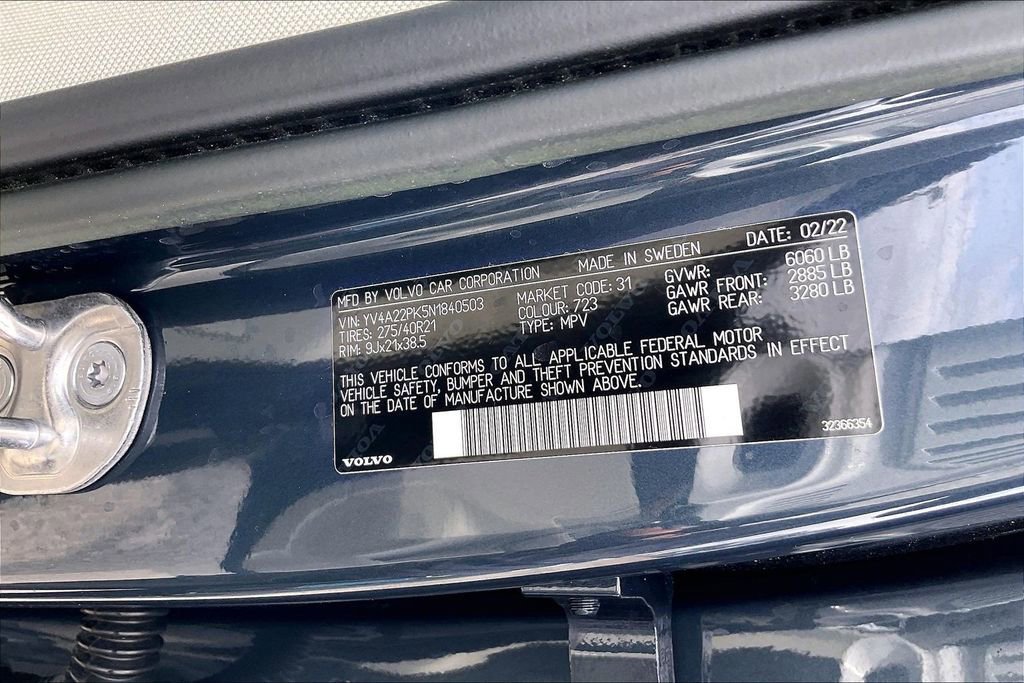 MFD BY VOLVO CAR CORPORATION MADE IN SWEDEN DATE: 02/22
VIN: YV4A22PK5N1840503 MARKET CODE: 31 GVWR: 6060 LB
TIRES: 275/40R21 COLOUR: 723 GAWR FRONT: 2885 LB
RIM: 9Jx21x38.5 TYPE: MPV GAWR REAR: 3280 LB
THIS VEHICLE CONFORMS TO ALL APPLICABLE FEDERAL MOTOR
VEHICLE SAFETY, BUMPER AND THEFT PREVENTION STANDARDS IN EFFECT
ON THE DATE OF MANUFACTURE SHOWN ABOVE.
VOLVO 32366354